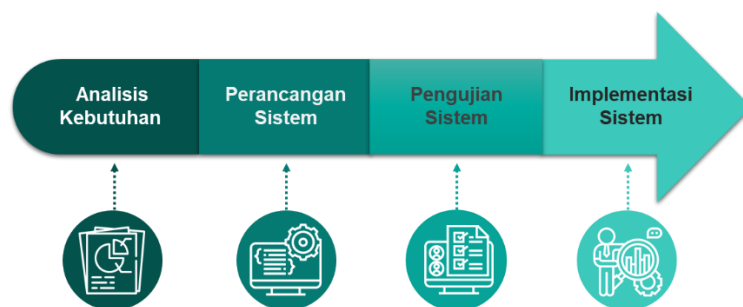 Analisis
Kebutuhan
Perancangan
Sistem
Pengujian
Sistem
Implementasi
Sistem